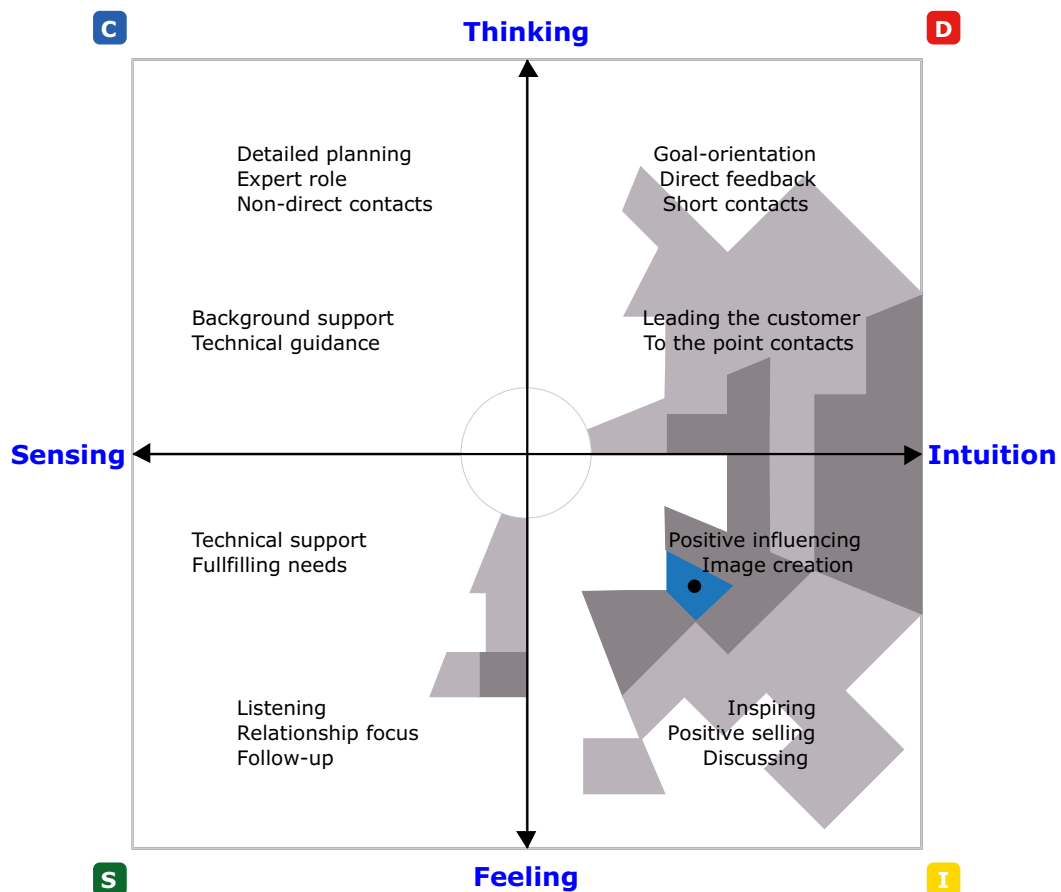 C
Thinking
D
Detailed planning
Expert role
Non-direct contacts
Goal-orientation
Direct feedback
Short contacts
Background support
Technical guidance
Leading the customer
To the point contacts
Sensing
Intuition
Technical support
Fullfilling needs
Positive influencing
Image creation
Listening
Relationship focus
Follow-up
Inspiring
Positive selling
Discussing
S
Feeling
I